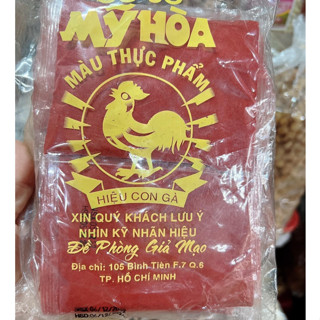 MỸ HÒA
MÀU THỰC PHẨM
HIỆU CON GÀ
XIN QUÝ KHÁCH LƯU Ý
NHÌN KỸ NHÃN HIỆU
Đề Phòng Giả Mạo
Địa chỉ: 105 Bình Tiên F.7 Q.6
TP. HỒ CHÍ MINH